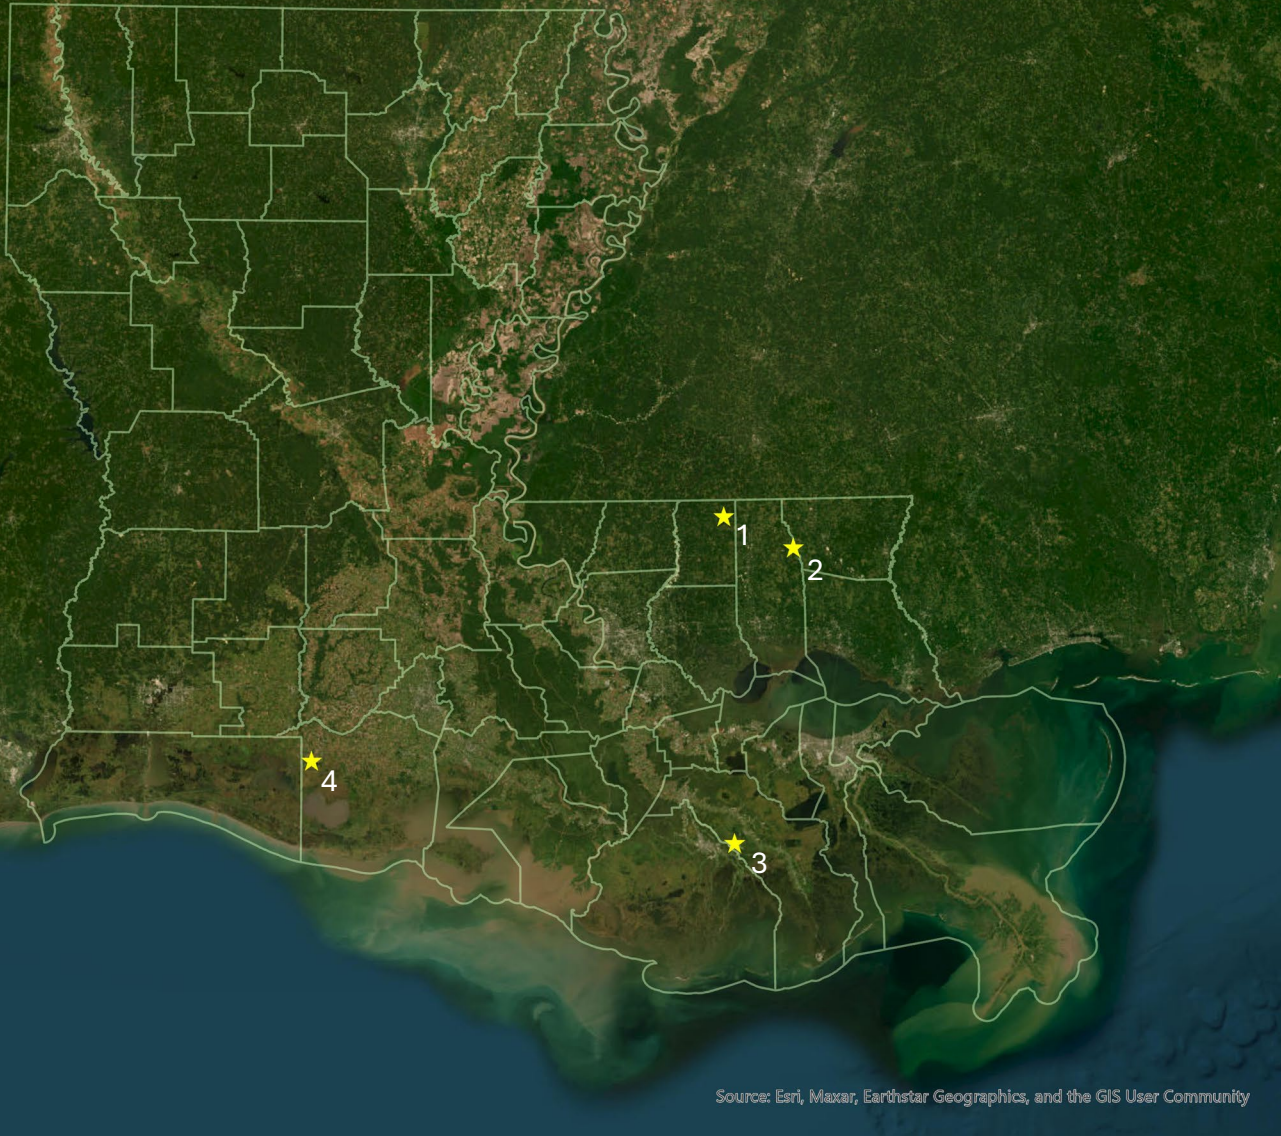 1
2
3
4
Source: Esri, Maxar, Earthstar Geographics, and the GIS User Community